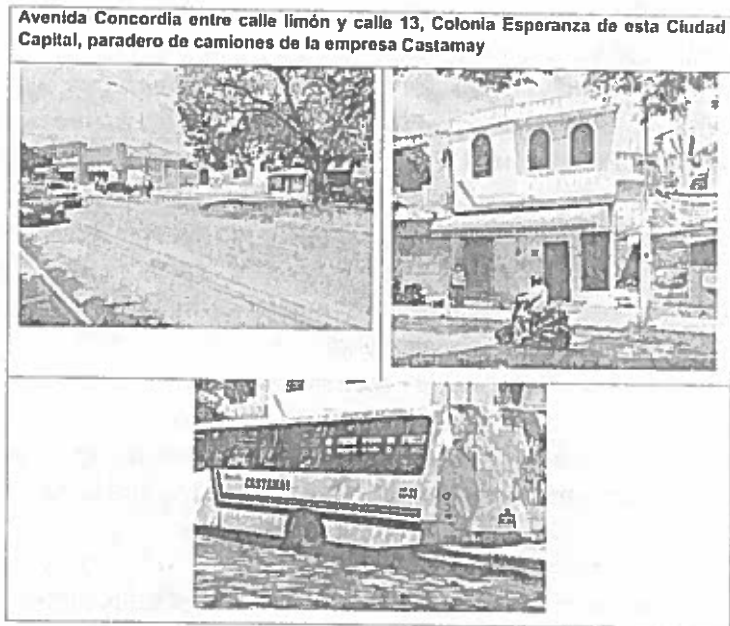 Avenida Concordia entre calle limón y calle 13, Colonia Esperanza de esta Ciudad
Capital, paradero de camiones de la empresa Castamay
CASTAMAY